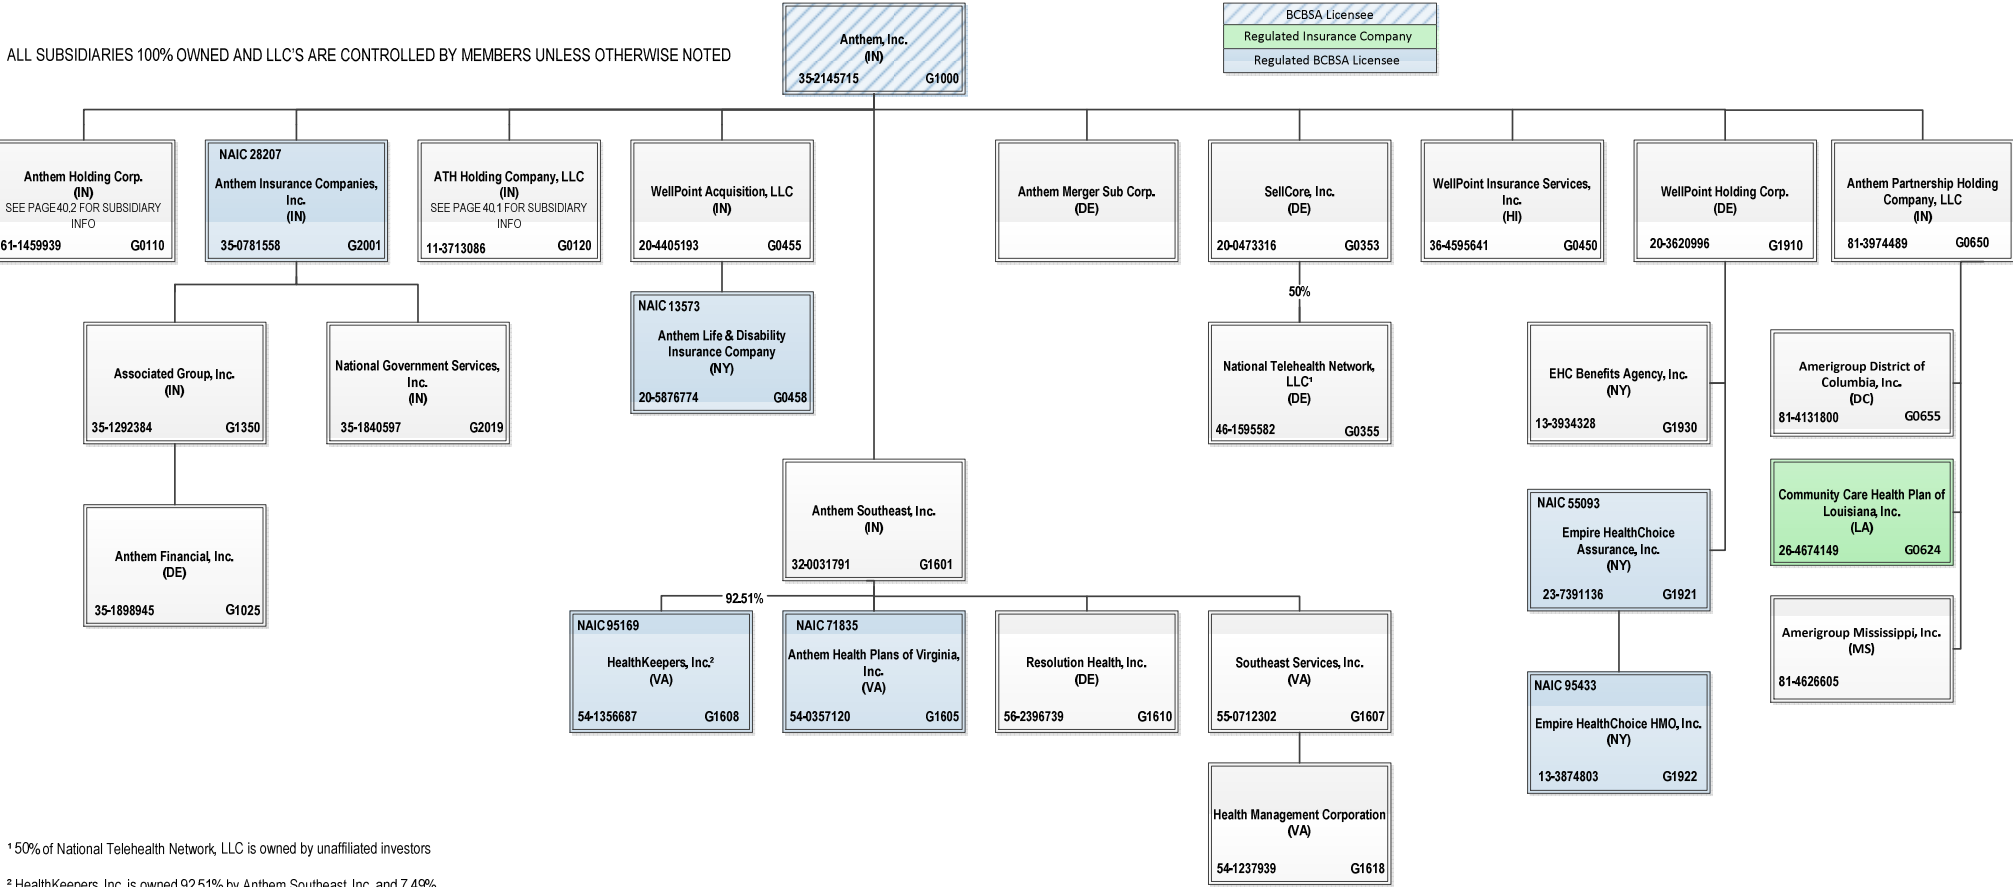 Anthem, Inc.
(IN)
35-2145715 G1000
BCBSA Licensee
Regulated Insurance Company
Regulated BCBSA Licensee
ALL SUBSIDIARIES 100% OWNED AND LLC'S ARE CONTROLLED BY MEMBERS UNLESS OTHERWISE NOTED
Anthem Holding Corp.
(IN)
SEE PAGE 40.2 FOR SUBSIDIARY
INFO
61-1459939 G0110
NAIC 28207
Anthem Insurance Companies,
Inc.
(IN)
35-0781558 G2001
ATH Holding Company, LLC
(IN)
SEE PAGE 40.1 FOR SUBSIDIARY
INFO
11-3713086 G0120
WellPoint Acquisition, LLC
(IN)
20-4405193 G0455
Anthem Merger Sub Corp.
(DE)
SellCore, Inc.
(DE)
20-0473316 G0353
WellPoint Insurance Services,
Inc.
(HI)
36-4595641 G0450
WellPoint Holding Corp.
(DE)
20-3620996 G1910
Anthem Partnership Holding
Company, LLC
(IN)
81-3974489 G0650
Associated Group, Inc.
(IN)
35-1292384 G1350
National Government Services,
Inc.
(IN)
35-1840597 G2019
NAIC 13573
Anthem Life & Disability
Insurance Company
(NY)
20-5876774 G0458
50%
National Telehealth Network,
LLC¹
(DE)
46-1595582 G0355
EHC Benefits Agency, Inc.
(NY)
13-3934328 G1930
Amerigroup District of
Columbia, Inc.
(DC)
81-4131800 G0655
Anthem Financial, Inc.
(DE)
35-1898945 G1025
Anthem Southeast, Inc.
(IN)
32-0031791 G1601
NAIC 55093
Empire HealthChoice
Assurance, Inc.
(NY)
23-7391136 G1921
Community Care Health Plan of
Louisiana, Inc.
(LA)
26-4674149 G0624
92.51%
NAIC 95169
HealthKeepers, Inc.²
(VA)
54-1356687 G1608
NAIC 71835
Anthem Health Plans of Virginia,
Inc.
(VA)
54-0357120 G1605
Resolution Health, Inc.
(DE)
56-2396739 G1610
Southeast Services, Inc.
(VA)
55-0712302 G1607
NAIC 95433
Empire HealthChoice HMO, Inc.
(NY)
13-3874803 G1922
Amerigroup Mississippi, Inc.
(MS)
81-4626605
Health Management Corporation
(VA)
54-1237939 G1618
¹ 50% of National Telehealth Network, LLC is owned by unaffiliated investors
² HealthKeepers, Inc. is owned 92.51% by Anthem Southeast, Inc. and 7.49%